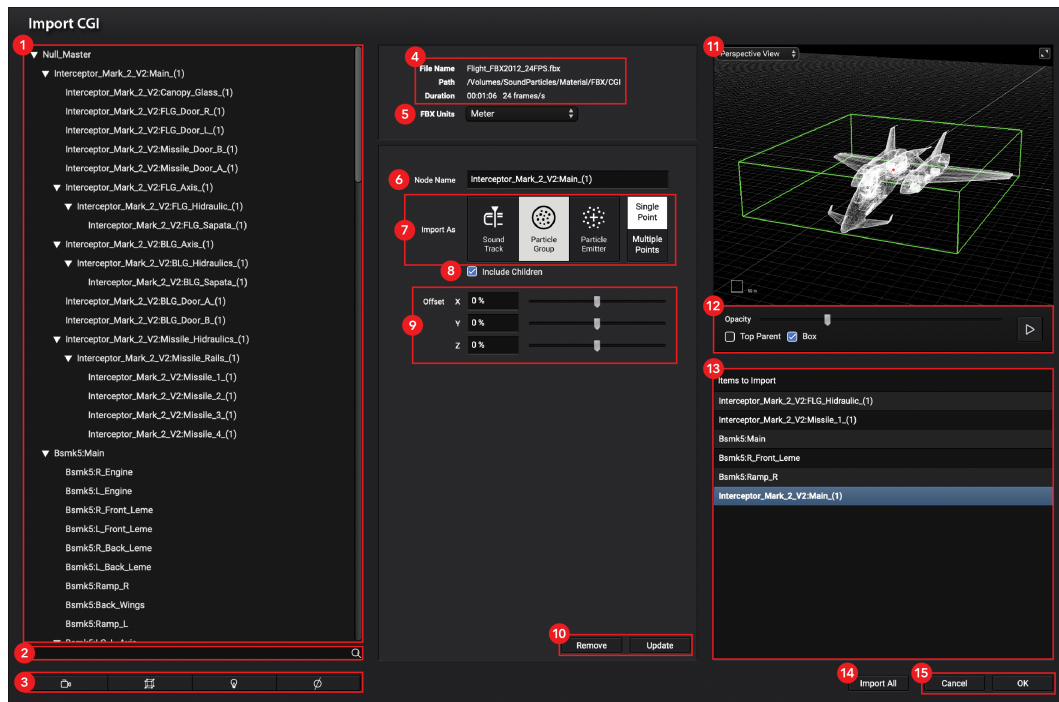 Import CGI
1
Null_Master
Interceptor_Mark_2_V2:Main_(1)
Interceptor_Mark_2_V2:Canopy_Glass_(1)
Interceptor_Mark_2_V2:FLG_Door_R_(1)
Interceptor_Mark_2_V2:FLG_Door_L_(1)
Interceptor_Mark_2_V2:Missile_Door_B_(1)
Interceptor_Mark_2_V2:Missile_Door_A_(1)
Interceptor_Mark_2_V2:FLG_Axis_(1)
Interceptor_Mark_2_V2:FLG_Hidraulic_(1)
Interceptor_Mark_2_V2:FLG_Sapata_(1)
Interceptor_Mark_2_V2:BLG_Axis_(1)
Interceptor_Mark_2_V2:BLG_Hidraulics_(1)
Interceptor_Mark_2_V2:BLG_Sapata_(1)
Interceptor_Mark_2_V2:BLG_Door_A_(1)
Interceptor_Mark_2_V2:BLG_Door_B_(1)
Interceptor_Mark_2_V2:Missile_Hidraulics_(1)
Interceptor_Mark_2_V2:Missile_Rails_(1)
Interceptor_Mark_2_V2:Missile_1_(1)
Interceptor_Mark_2_V2:Missile_2_(1)
Interceptor_Mark_2_V2:Missile_3_(1)
Interceptor_Mark_2_V2:Missile_4_(1)
Bsmk5:Main
Bsmk5:R_Engine
Bsmk5:L_Engine
Bsmk5:R_Front_Leme
Bsmk5:L_Front_Leme
Bsmk5:R_Back_Leme
Bsmk5:L_Back_Leme
Bsmk5:Ramp_R
Bsmk5:Back_Wings
Bsmk5:Ramp_L
2
3
4
File Name Flight_FBX2012_24FPS.fbx
Path /Volumes/SoundParticles/Material/FBX/CGI
Duration 00:01:06 24 frames/s
5 FBX Units Meter
6 Node Name Interceptor_Mark_2_V2:Main_(1)
7 Import As
Sound Track
Particle Group
Particle Emitter
Single Point
Multiple Points
8 Include Children
9
Offset X 0 %
Y 0 %
Z 0 %
10
Remove Update
11
Perspective View
12
Opacity
Top Parent Box
13
Items to Import
Interceptor_Mark_2_V2:FLG_Hidraulic_(1)
Interceptor_Mark_2_V2:Missile_1_(1)
Bsmk5:Main
Bsmk5:R_Front_Leme
Bsmk5:Ramp_R
Interceptor_Mark_2_V2:Main_(1)
14 Import All
15 Cancel OK